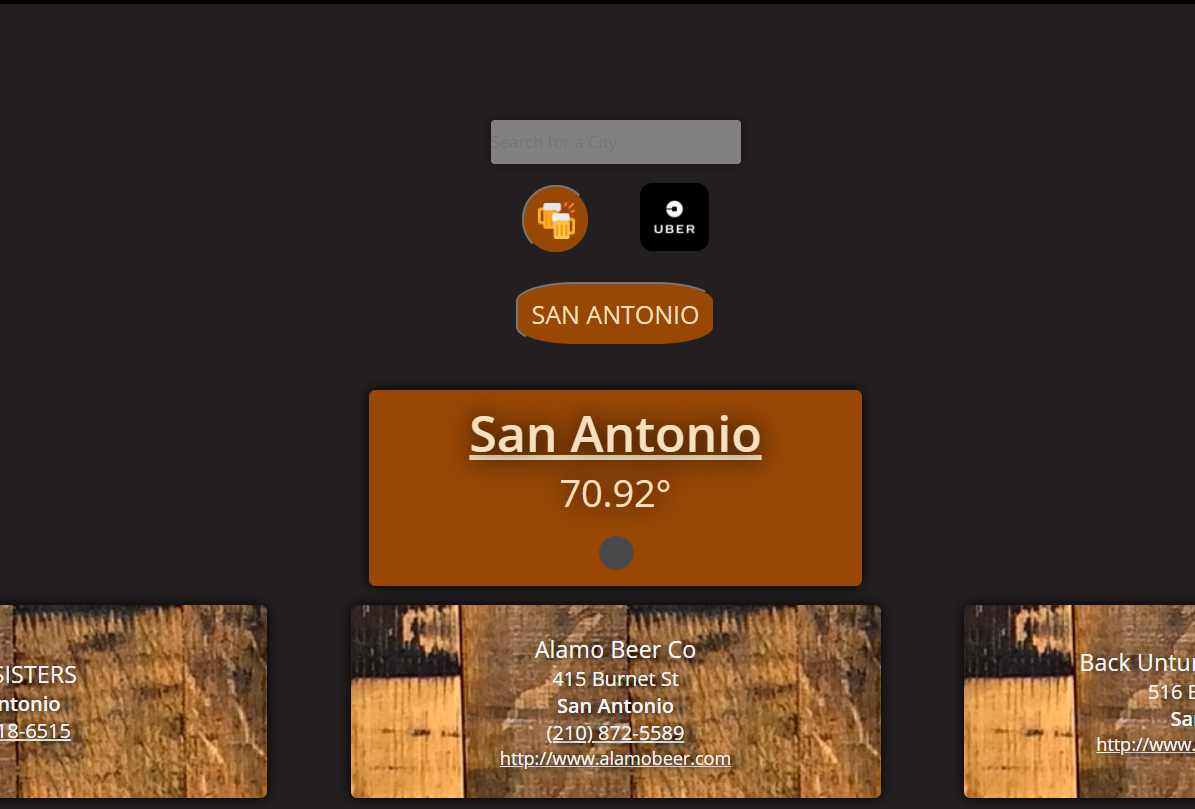 Search for a City
UBER
SAN ANTONIO
San Antonio
70.92°
SISTERS
ntonio
18-6515
Alamo Beer Co
415 Burnet St
San Antonio
(210) 872-5589
http://www.alamobeer.com
Back Untu
516
Sa
http://www.